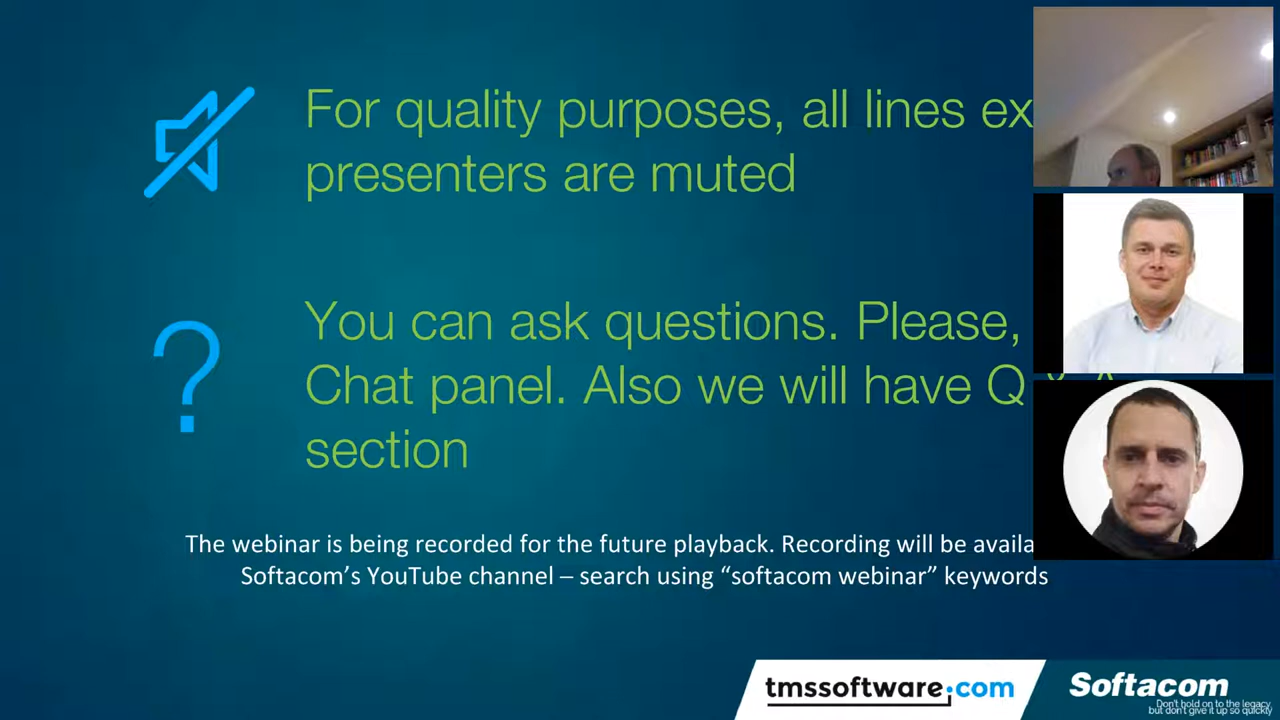 For quality purposes, all lines ex
presenters are muted
You can ask questions. Please,
Chat panel. Also we will have Q
section
The webinar is being recorded for the future playback. Recording will be availa
Softacom’s YouTube channel – search using “softacom webinar” keywords
tmssoftware.com
Softacom
Don't hold on to the legacy,
but don't give it up so quickly